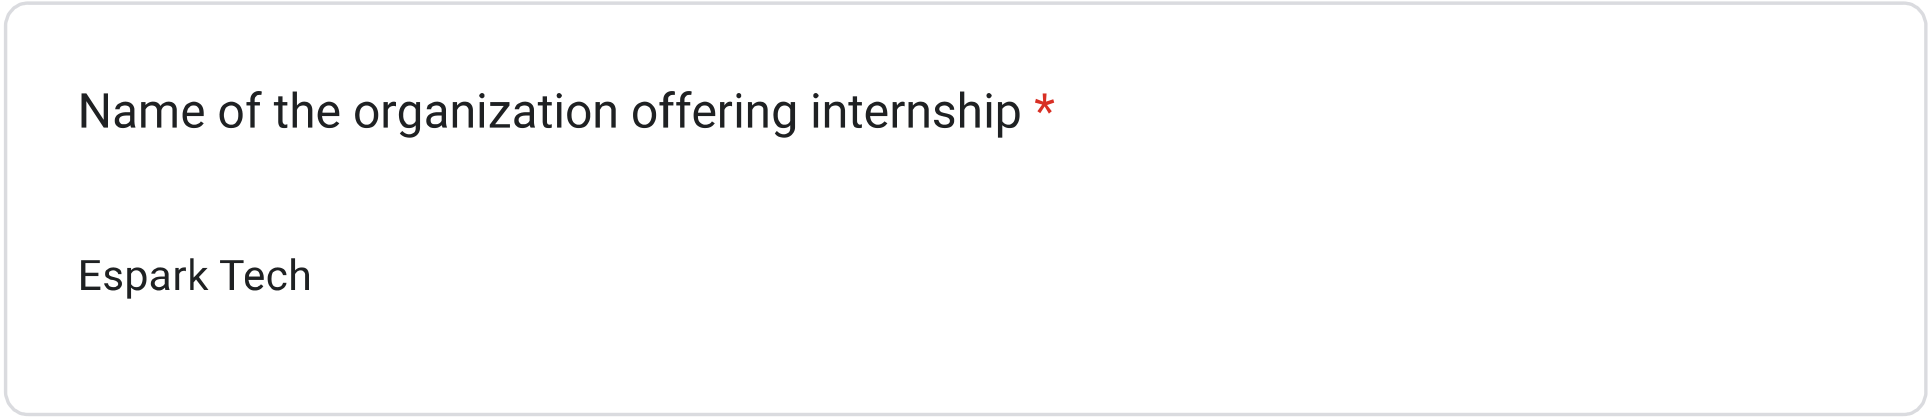 Name of the organization offering internship *
Espark Tech